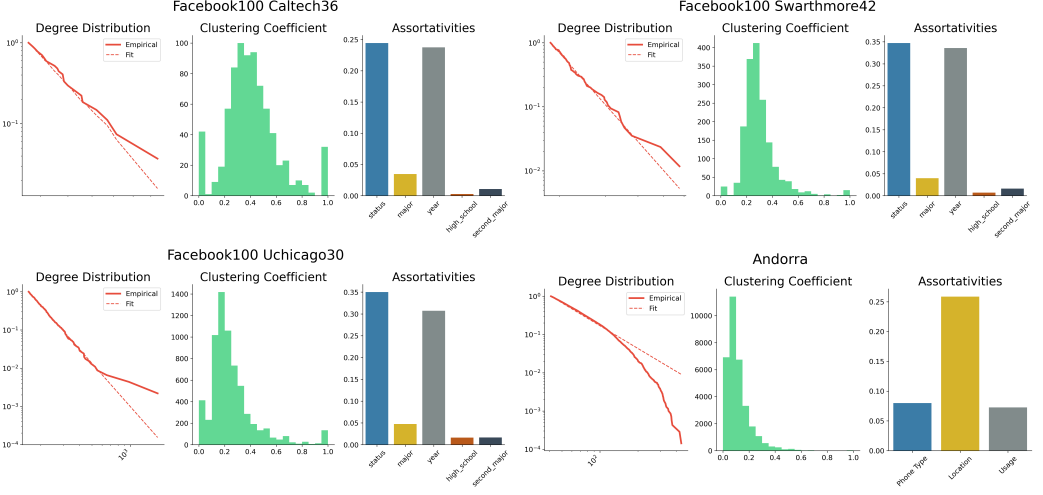 Facebook100 Caltech36
Degree Distribution
Clustering Coefficient
Assortativities
Empirical
Fit
10⁰
10⁻¹
100
80
60
40
20
0
0.0 0.2 0.4 0.6 0.8 1.0
0.25
0.20
0.15
0.10
0.05
0.00
status
major
year
high_school
second_major
Facebook100 Swarthmore42
Degree Distribution
Clustering Coefficient
Assortativities
Empirical
Fit
10⁰
10⁻¹
10⁻²
400
350
300
250
200
150
100
50
0
0.0 0.2 0.4 0.6 0.8 1.0
0.35
0.30
0.25
0.20
0.15
0.10
0.05
0.00
status
major
year
high_school
second_major
Facebook100 Uchicago30
Degree Distribution
Clustering Coefficient
Assortativities
Empirical
Fit
10⁰
10⁻¹
10⁻²
10⁻³
10⁻⁴
10³
1400
1200
1000
800
600
400
200
0
0.0 0.2 0.4 0.6 0.8 1.0
0.35
0.30
0.25
0.20
0.15
0.10
0.05
0.00
status
major
year
high_school
second_major
Andorra
Degree Distribution
Clustering Coefficient
Assortativities
Empirical
Fit
10⁰
10⁻¹
10⁻²
10⁻³
10⁻⁴
10²
10000
8000
6000
4000
2000
0
0.0 0.2 0.4 0.6 0.8 1.0
0.25
0.20
0.15
0.10
0.05
0.00
Phone Type
Location
Usage